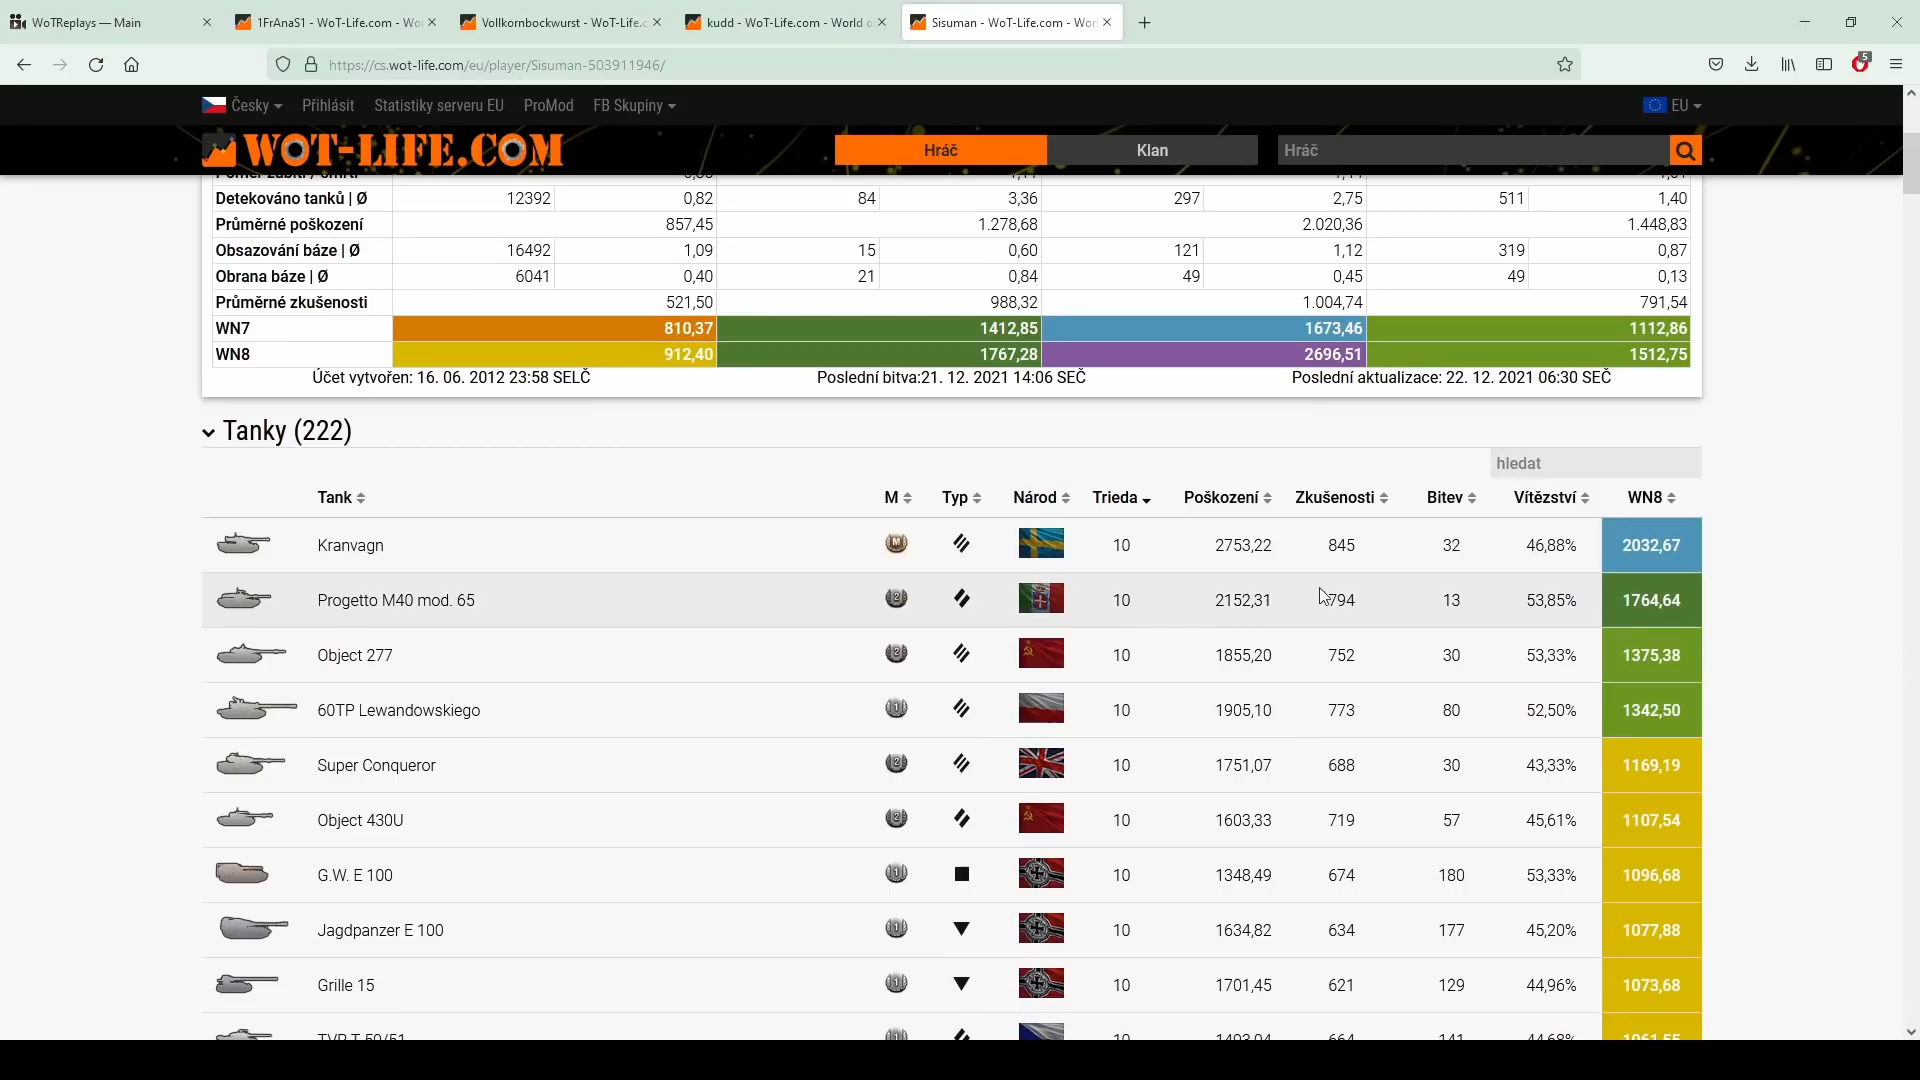 WoTReplays — Main
1FrAnaS1 - WoT-Life.com - Wo
Vollkornbockwurst - WoT-Life.c
kudd - WoT-Life.com - World o
Sisuman - WoT-Life.com - Worl
https://cs.wot-life.com/eu/player/Sisuman-503911946/
5
Česky Přihlásit Statistiky serveru EU ProMod FB Skupiny EU
WOT-LIFE.COM Hráč Klan Hráč
Detekováno tanků | Ø 12392 0,82 84 3,36 297 2,75 511 1,40
Průměrné poškození 857,45 1.278,68 2.020,36 1.448,83
Obsazování báze | Ø 16492 1,09 15 0,60 121 1,12 319 0,87
Obrana báze | Ø 6041 0,40 21 0,84 49 0,45 49 0,13
Průměrné zkušenosti 521,50 988,32 1.004,74 791,54
WN7 810,37 1412,85 1673,46 1112,86
WN8 912,40 1767,28 2696,51 1512,75
Účet vytvořen: 16. 06. 2012 23:58 SELČ Poslední bitva:21. 12. 2021 14:06 SEČ Poslední aktualizace: 22. 12. 2021 06:30 SEČ
Tanky (222)
hledat
Tank M Typ Národ Trieda Poškození Zkušenosti Bitev Vítězství WN8
Kranvagn M 10 2753,22 845 32 46,88% 2032,67
Progetto M40 mod. 65 2 10 2152,31 794 13 53,85% 1764,64
Object 277 2 10 1855,20 752 30 53,33% 1375,38
60TP Lewandowskiego 1 10 1905,10 773 80 52,50% 1342,50
Super Conqueror 2 10 1751,07 688 30 43,33% 1169,19
Object 430U 2 10 1603,33 719 57 45,61% 1107,54
G.W. E 100 1 10 1348,49 674 180 53,33% 1096,68
Jagdpanzer E 100 1 10 1634,82 634 177 45,20% 1077,88
Grille 15 1 10 1701,45 621 129 44,96% 1073,68